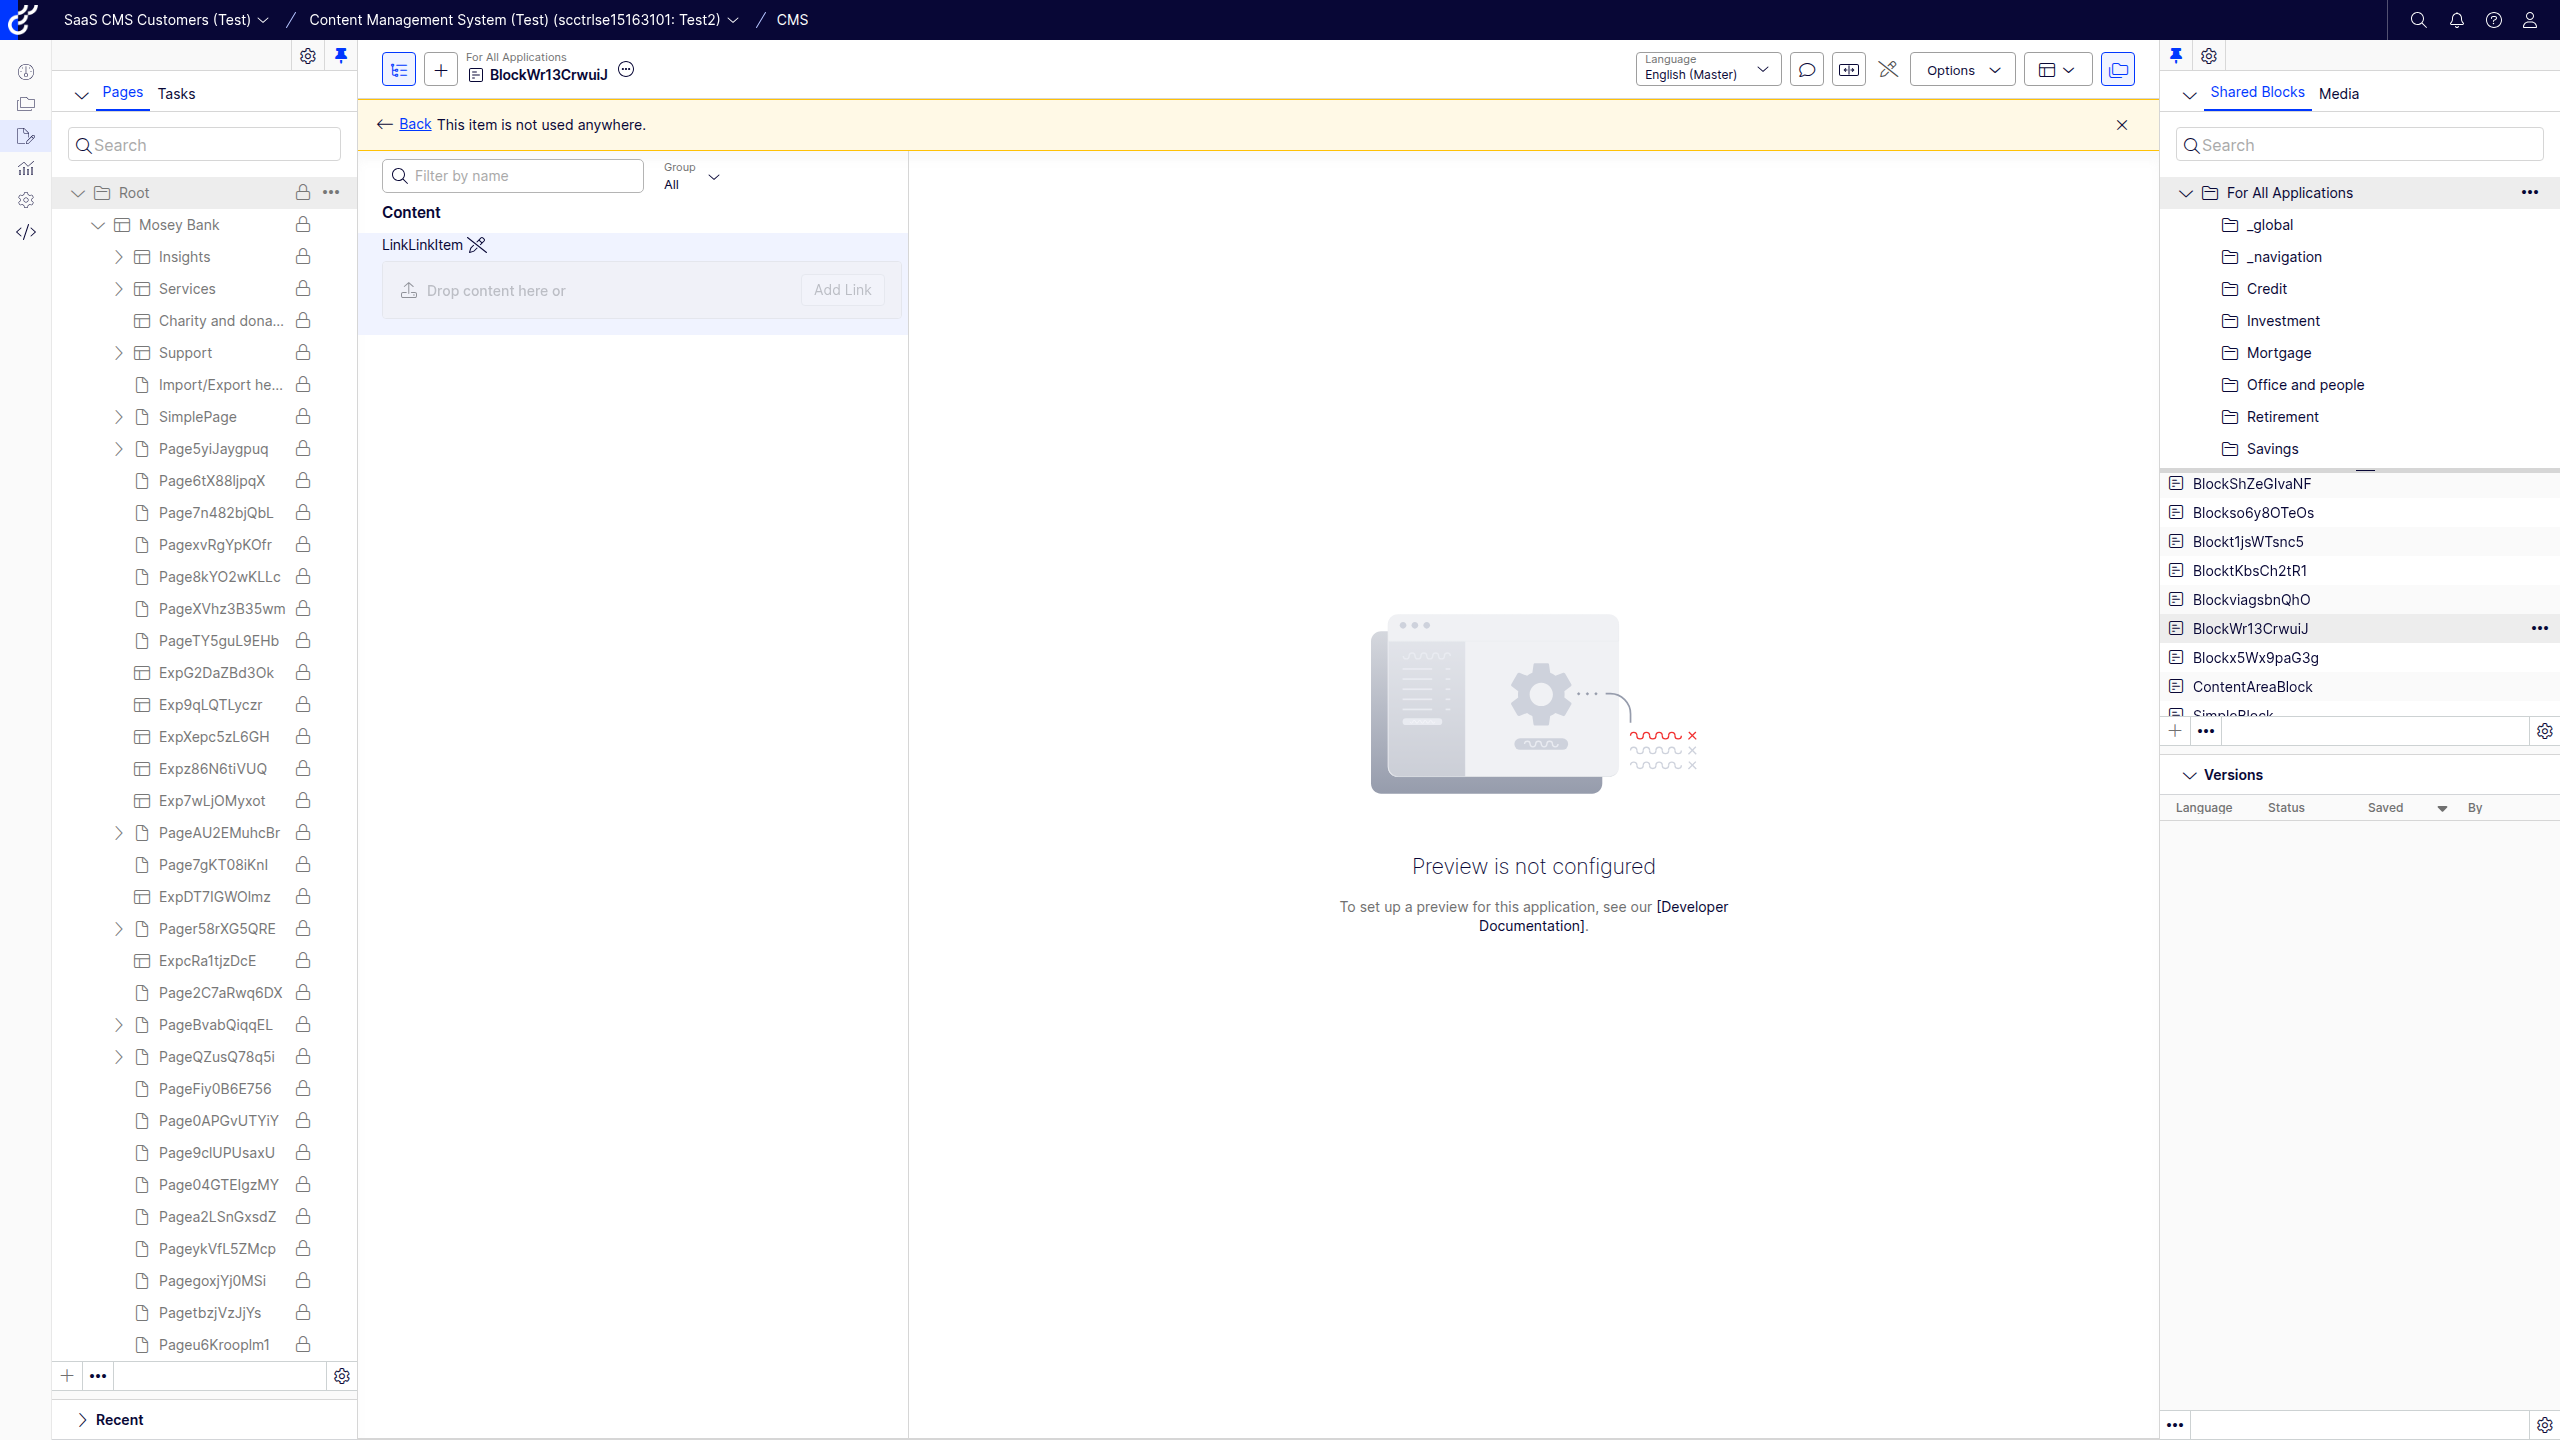 SaaS CMS Customers (Test)
Content Management System (Test) (scctrlse15163101: Test2)
CMS
Pages
Tasks
Search
Root
Mosey Bank
Insights
Services
Charity and dona...
Support
Import/Export he...
SimplePage
Page5yiJaygpuq
Page6tX88ljpqX
Page7n482bjQbL
PagexvRgYpKOfr
Page8kYO2wKLLc
PageXVhz3B35wm
PageTY5guL9EHb
ExpG2DaZBd3Ok
Exp9qLQTLyczr
ExpXepc5zL6GH
Expz86N6tiVUQ
Exp7wLjOMyxot
PageAU2EMuhcBr
Page7gKT08iKnI
ExpDT7IGWOlmz
Pager58rXG5QRE
ExpcRa1tjzDcE
Page2C7aRwq6DX
PageBvabQiqqEL
PageQZusQ78q5i
PageFiy0B6E756
Page0APGvUTYiY
Page9clUPUsaxU
Page04GTEIgzMY
Pagea2LSnGxsdZ
PageykVfL5ZMcp
PagegoxjYj0MSi
PagetbzjVzJjYs
Pageu6Krooplm1
Recent
For All Applications
BlockWr13CrwuiJ
Language
English (Master)
Options
Back This item is not used anywhere.
Filter by name
Group
All
Content
LinkLinkItem
Drop content here or
Add Link
Preview is not configured
To set up a preview for this application, see our [Developer
Documentation].
Shared Blocks
Media
Search
For All Applications
_global
_navigation
Credit
Investment
Mortgage
Office and people
Retirement
Savings
BlockShZeGlvaNF
Blockso6y8OTeOs
Blockt1jsWTsnc5
BlocktKbsCh2tR1
BlockviagsbnQhO
BlockWr13CrwuiJ
Blockx5Wx9paG3g
ContentAreaBlock
SimpleBlock
Versions
Language
Status
Saved
By